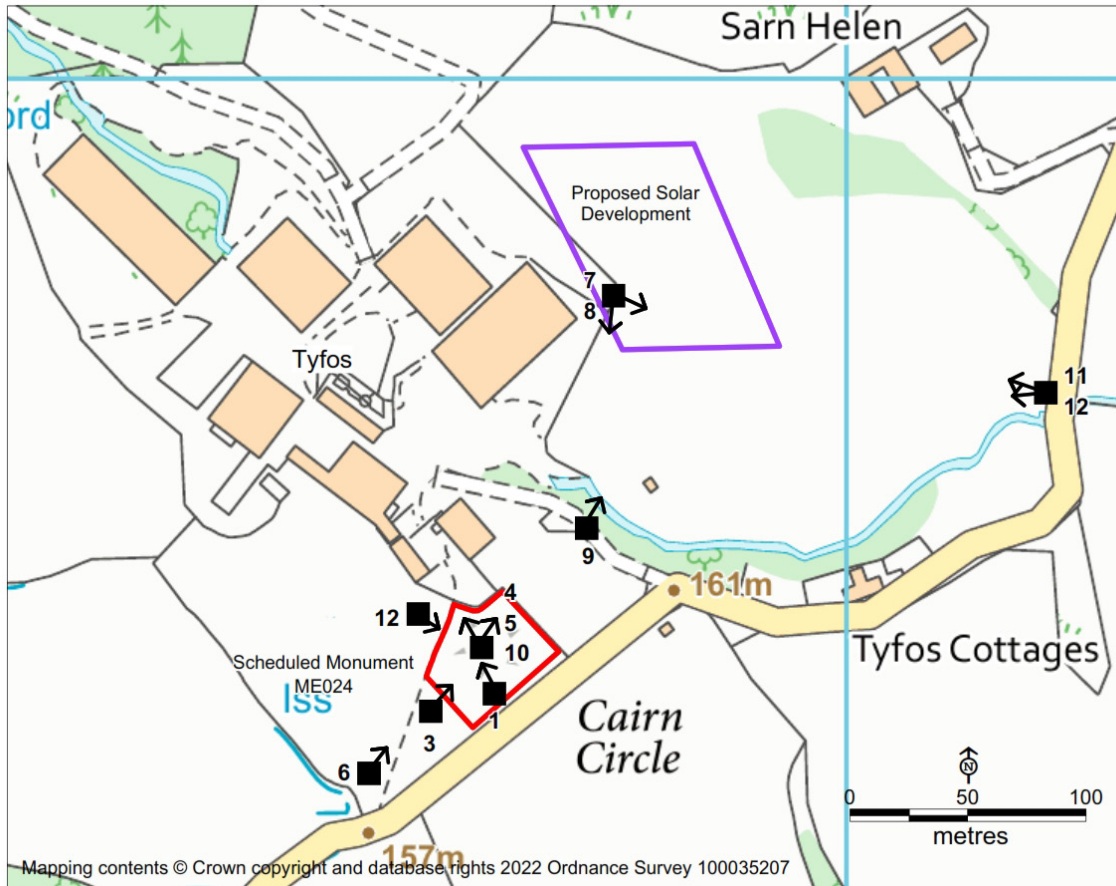 Sarn Helen
ord
Proposed Solar
Development
7
8
Tyfos
11
12
9
161m
4
5
12
10
Scheduled Monument
ME024
Iss
Tyfos Cottages
1
3
Cairn
Circle
6
N
0
50
100
metres
157m
Mapping contents © Crown copyright and database rights 2022 Ordnance Survey 100035207